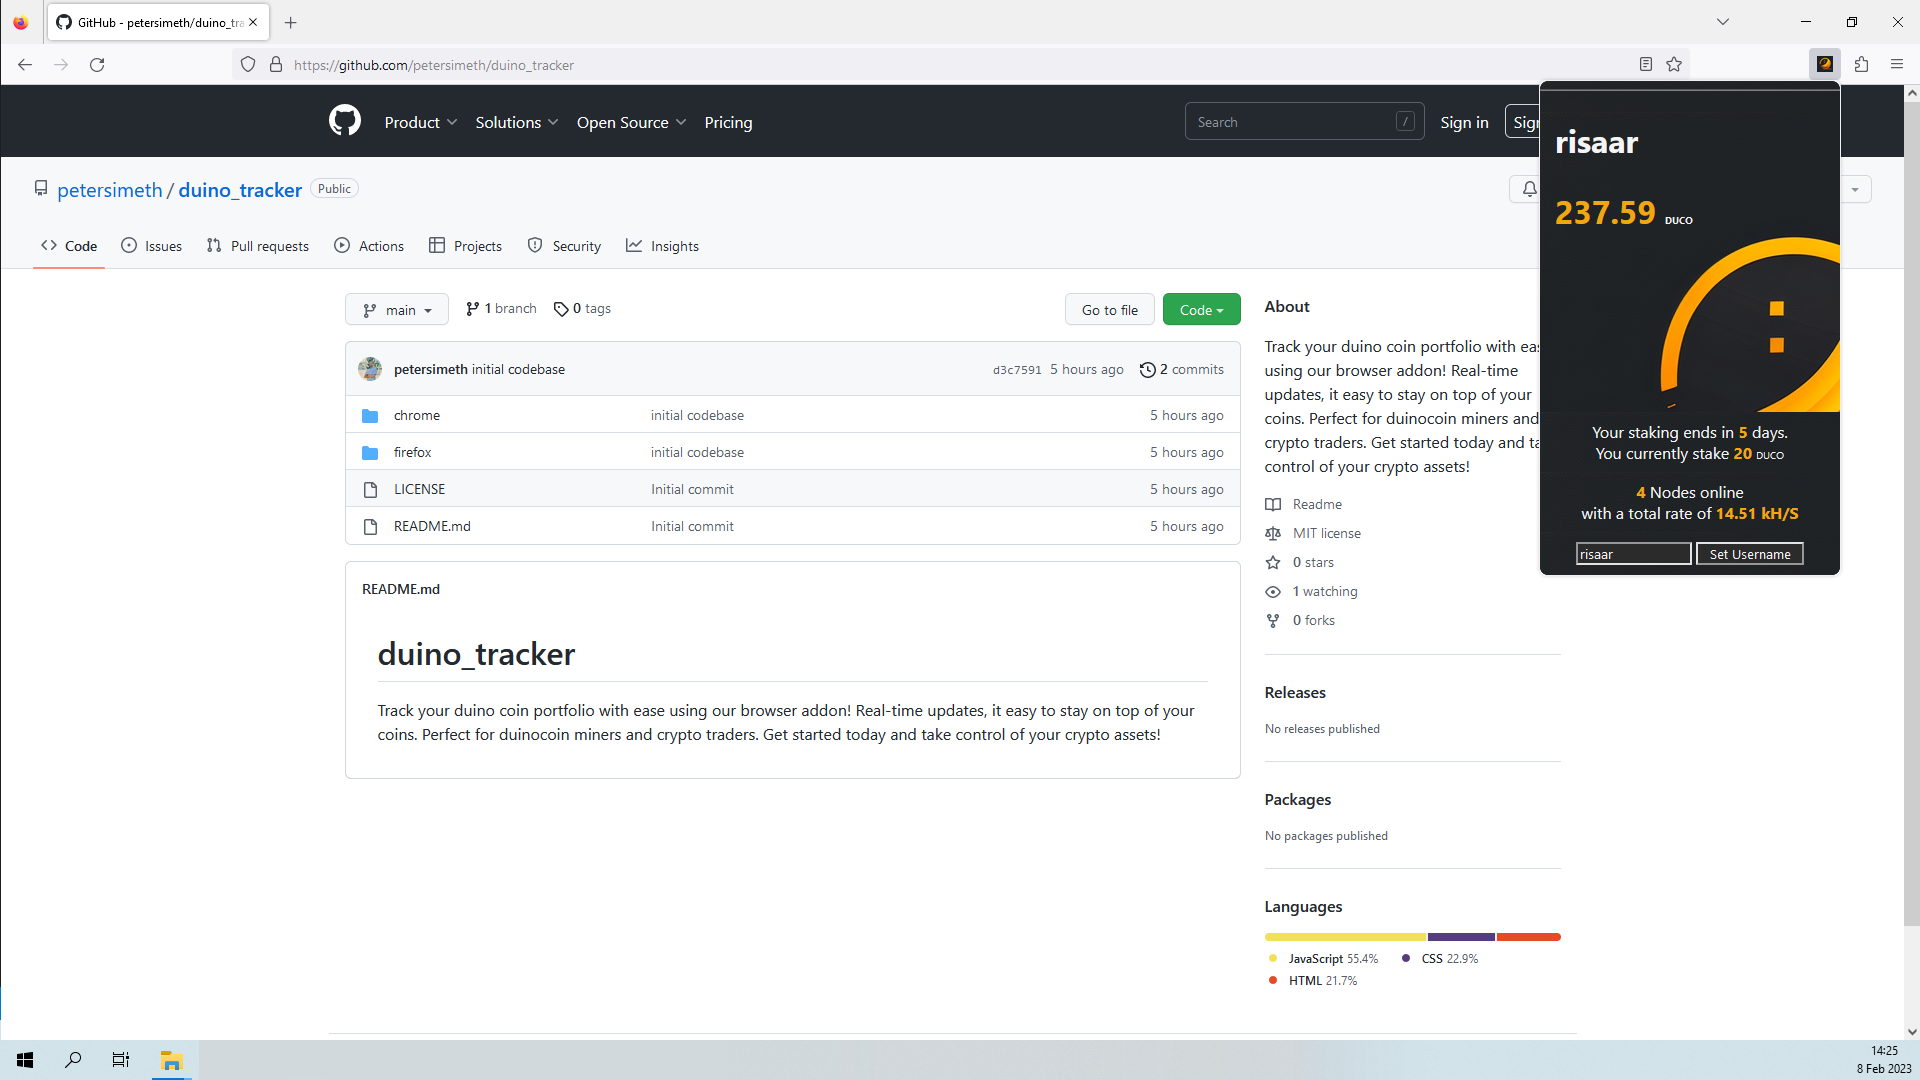 GitHub - petersimeth/duino_tra
https://github.com/petersimeth/duino_tracker
Product
Solutions
Open Source
Pricing
Search
/
Sign in
Sign
petersimeth / duino_tracker
Public
Code
Issues
Pull requests
Actions
Projects
Security
Insights
main
1 branch
0 tags
Go to file
Code
petersimeth initial codebase
d3c7591 5 hours ago
2 commits
chrome
initial codebase
5 hours ago
firefox
initial codebase
5 hours ago
LICENSE
Initial commit
5 hours ago
README.md
Initial commit
5 hours ago
README.md
duino_tracker
Track your duino coin portfolio with ease using our browser addon! Real-time updates, it easy to stay on top of your
coins. Perfect for duinocoin miners and crypto traders. Get started today and take control of your crypto assets!
About
Track your duino coin portfolio with eas
using our browser addon! Real-time
updates, it easy to stay on top of your
coins. Perfect for duinocoin miners and
crypto traders. Get started today and ta
control of your crypto assets!
Readme
MIT license
0 stars
1 watching
0 forks
Releases
No releases published
Packages
No packages published
Languages
JavaScript 55.4%
CSS 22.9%
HTML 21.7%
risaar
237.59 DUCO
Your staking ends in 5 days.
You currently stake 20 DUCO
4 Nodes online
with a total rate of 14.51 kH/S
risaar
Set Username
14:25
8 Feb 2023